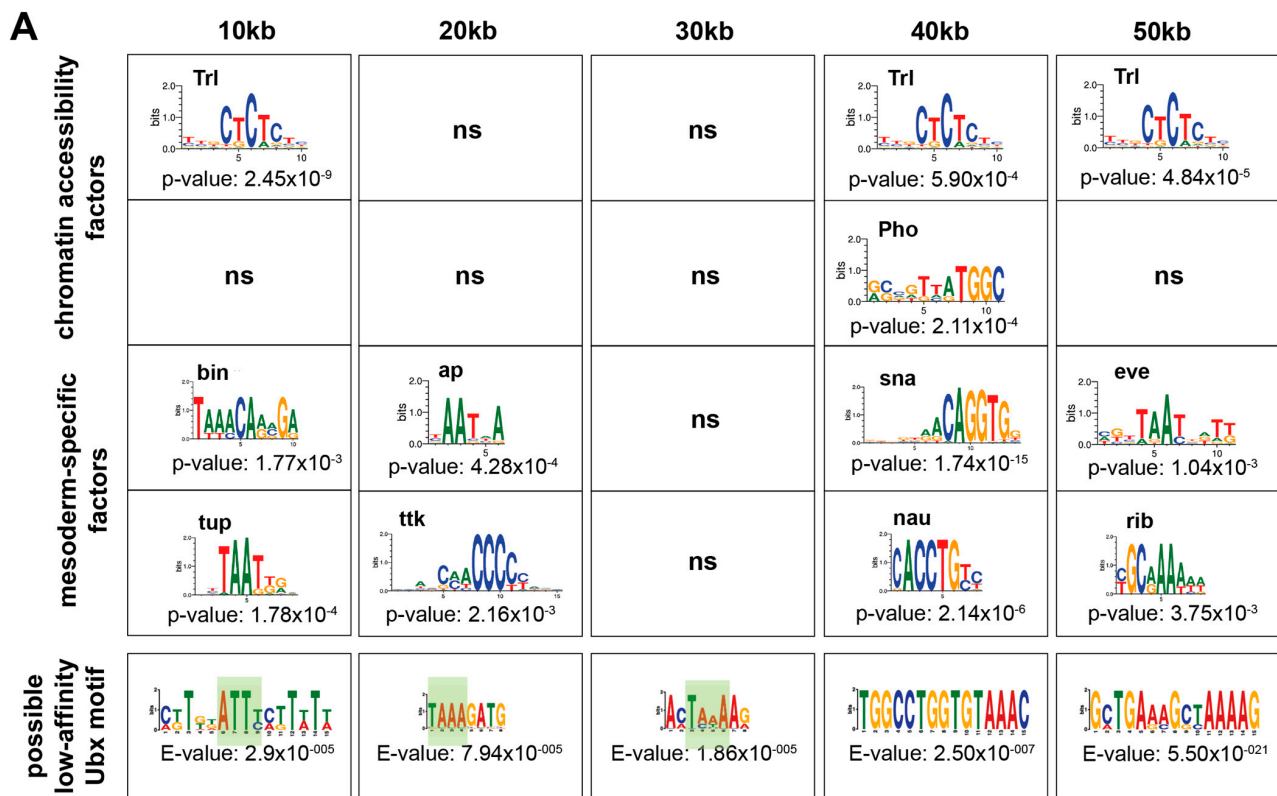 A
10kb 20kb 30kb 40kb 50kb
chromatin accessibility
factors
Trl
p-value: 2.45x10-9
ns
ns
Trl
p-value: 5.90x10-4
Trl
p-value: 4.84x10-5
ns
ns
ns
Pho
p-value: 2.11x10-4
ns
mesoderm-specific
factors
bin
p-value: 1.77x10-3
ap
p-value: 4.28x10-4
ns
sna
p-value: 1.74x10-15
eve
p-value: 1.04x10-3
tup
p-value: 1.78x10-4
ttk
p-value: 2.16x10-3
ns
nau
p-value: 2.14x10-6
rib
p-value: 3.75x10-3
possible
low-affinity
Ubx motif
E-value: 2.9x10-005
TAAAGATG
E-value: 7.94x10-005
E-value: 1.86x10-005
TGGCCTGGTGTAAAC
E-value: 2.50x10-007
E-value: 5.50x10-021